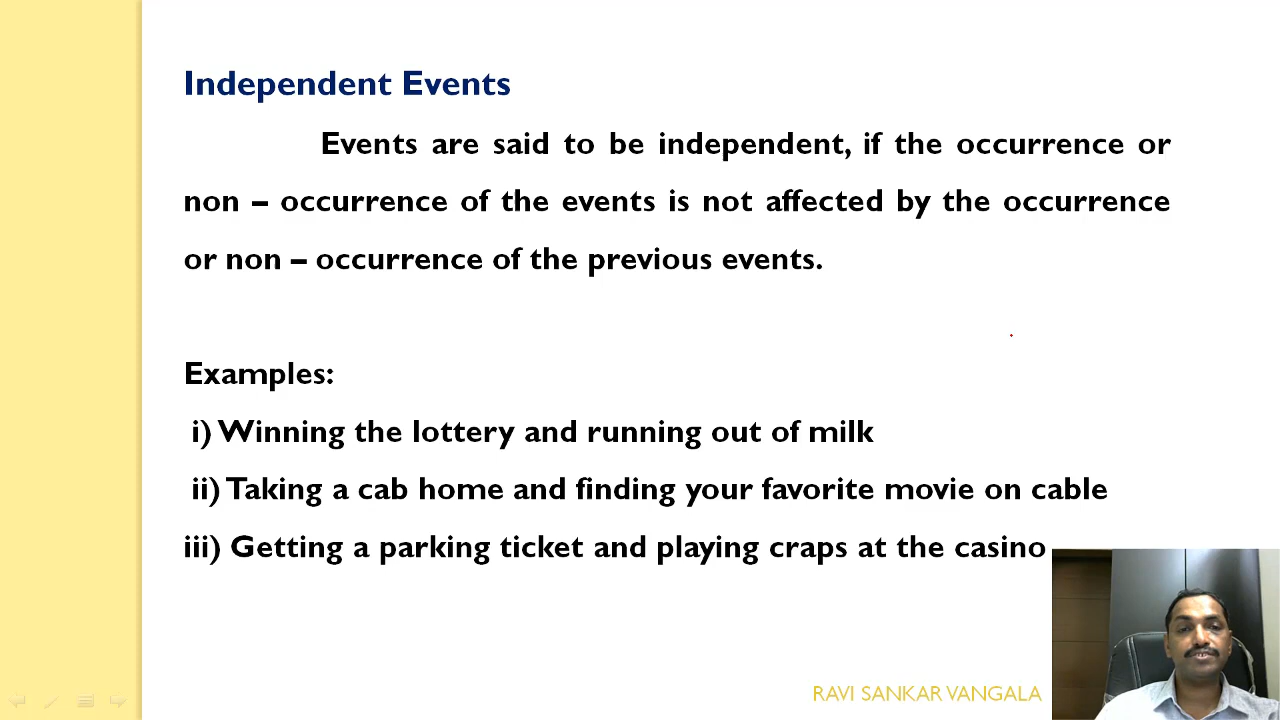 Independent Events
Events are said to be independent, if the occurrence or
non – occurrence of the events is not affected by the occurrence
or non – occurrence of the previous events.
Examples:
i) Winning the lottery and running out of milk
ii) Taking a cab home and finding your favorite movie on cable
iii) Getting a parking ticket and playing craps at the casino
RAVI SANKAR VANGALA